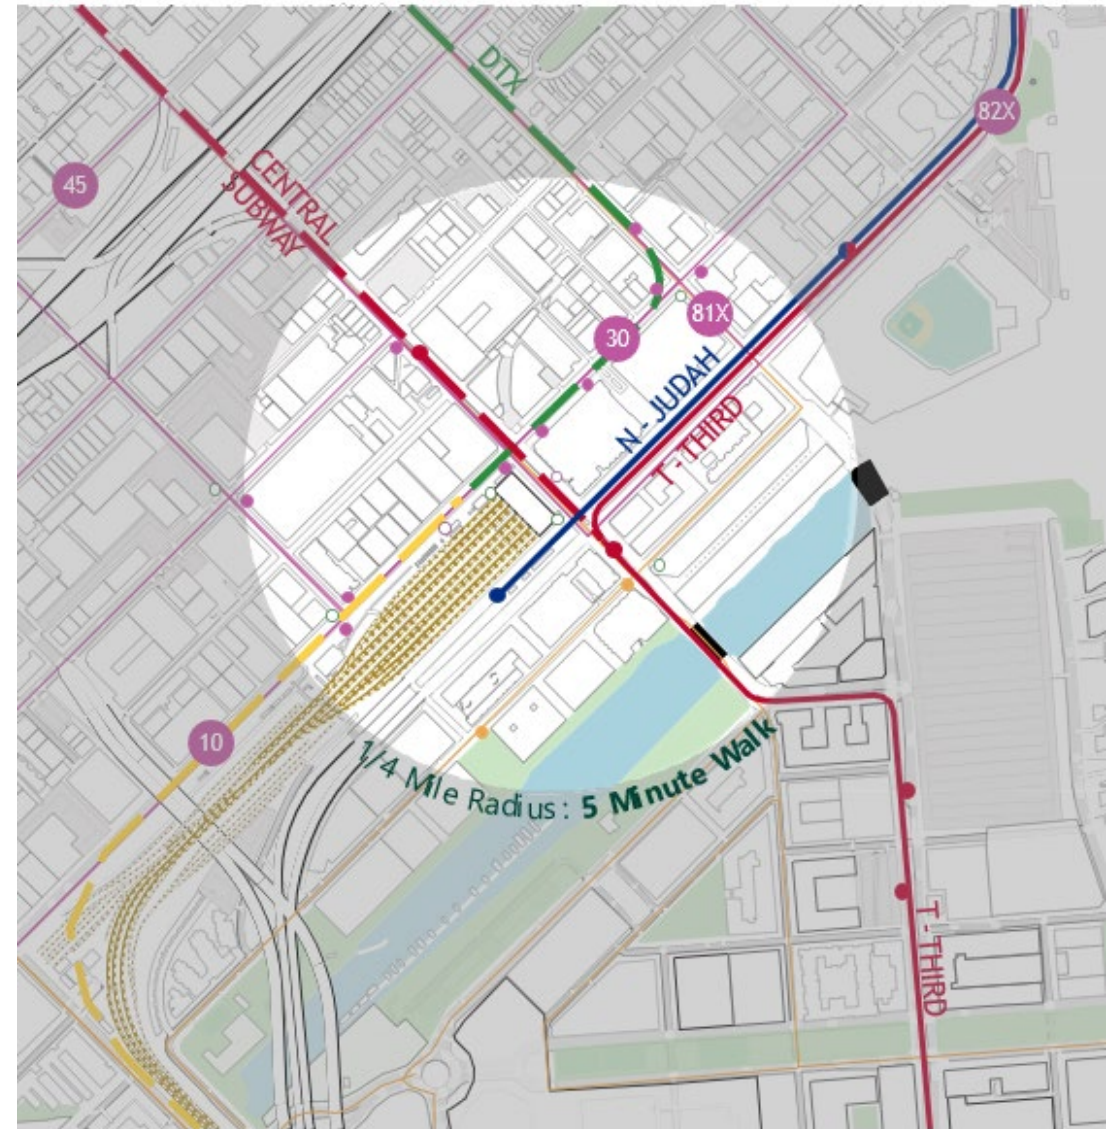 DTX
82X
45
CENTRAL
SUBWAY
81X
30
N - JUDAH
T - THIRD
10
1/4 Mile Radius: 5 Minute Walk
T - THIRD